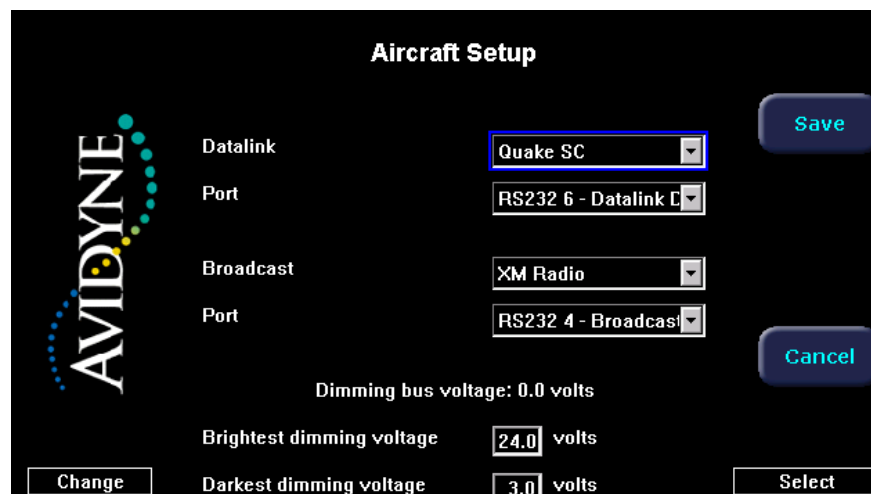 Aircraft Setup
AVIDYNE
Save
Datalink Quake SC
Port RS232 6 - Datalink D
Broadcast XM Radio
Port RS232 4 - Broadcast
Cancel
Dimming bus voltage: 0.0 volts
Brightest dimming voltage 24.0 volts
Darkest dimming voltage 3.0 volts
Change Select